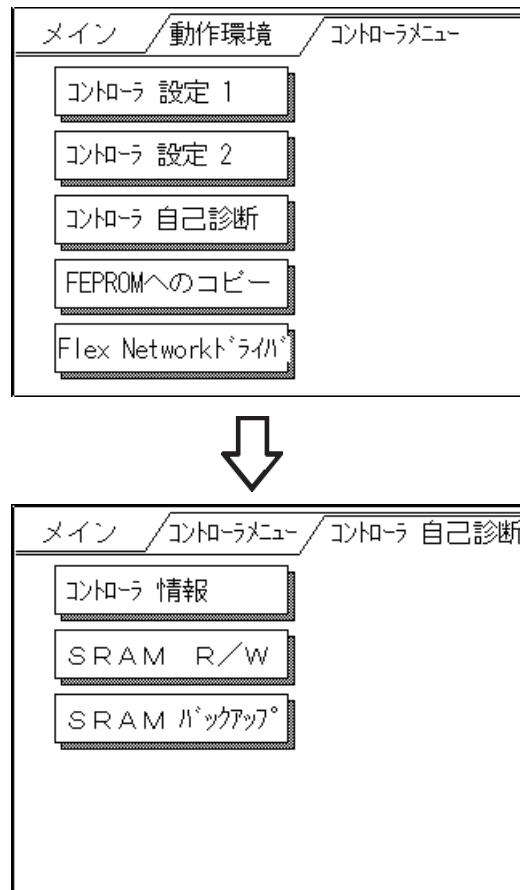 メイン 動作環境 コントローラメニュー
コントローラ 設定 1
コントローラ 設定 2
コントローラ 自己診断
FEPROMへのコピー
Flex Networkドライバ
メイン コントローラメニュー コントローラ 自己診断
コントローラ 情報
SRAM R/W
SRAM バックアップ